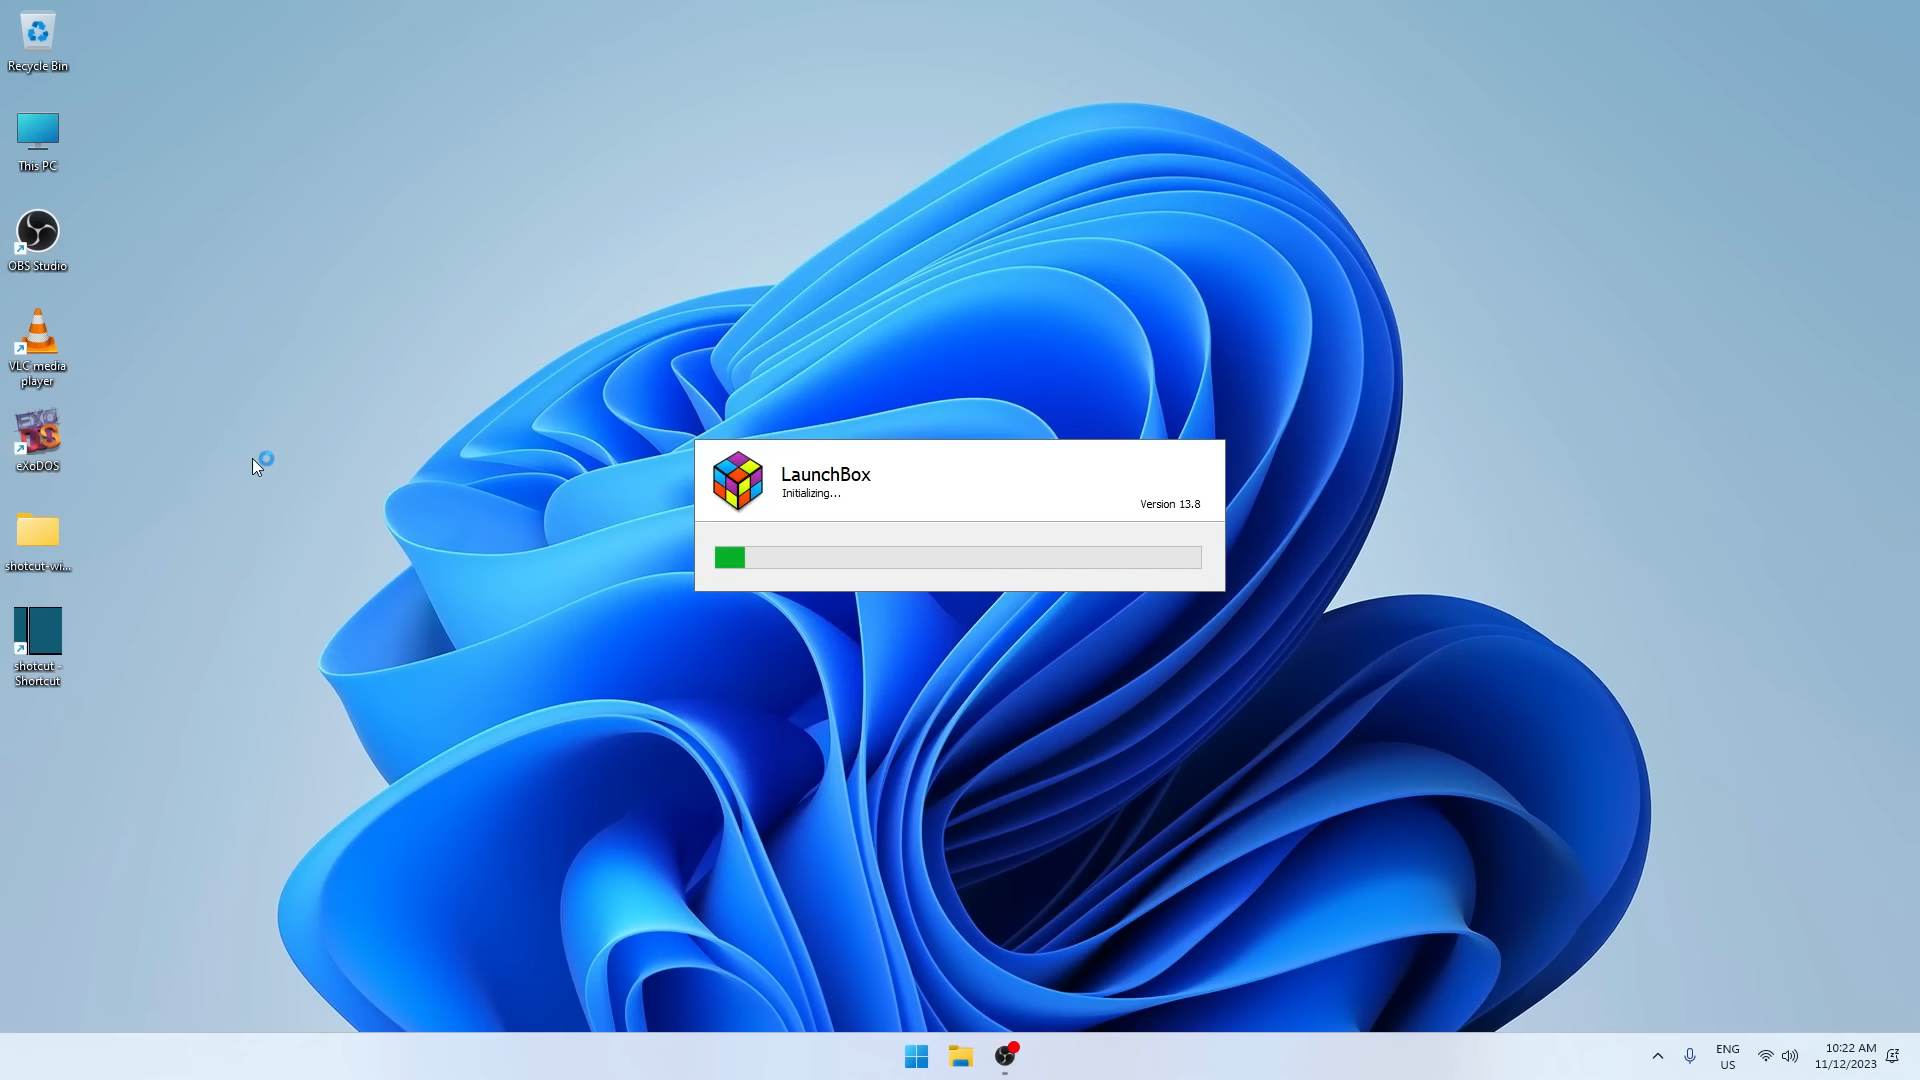 Recycle Bin
This PC
OBS Studio
VLC media
player
eXoDOS
shotcut-wi...
shotcut -
Shortcut
LaunchBox
Initializing...
Version 13.8
ENG
US
10:22 AM
11/12/2023